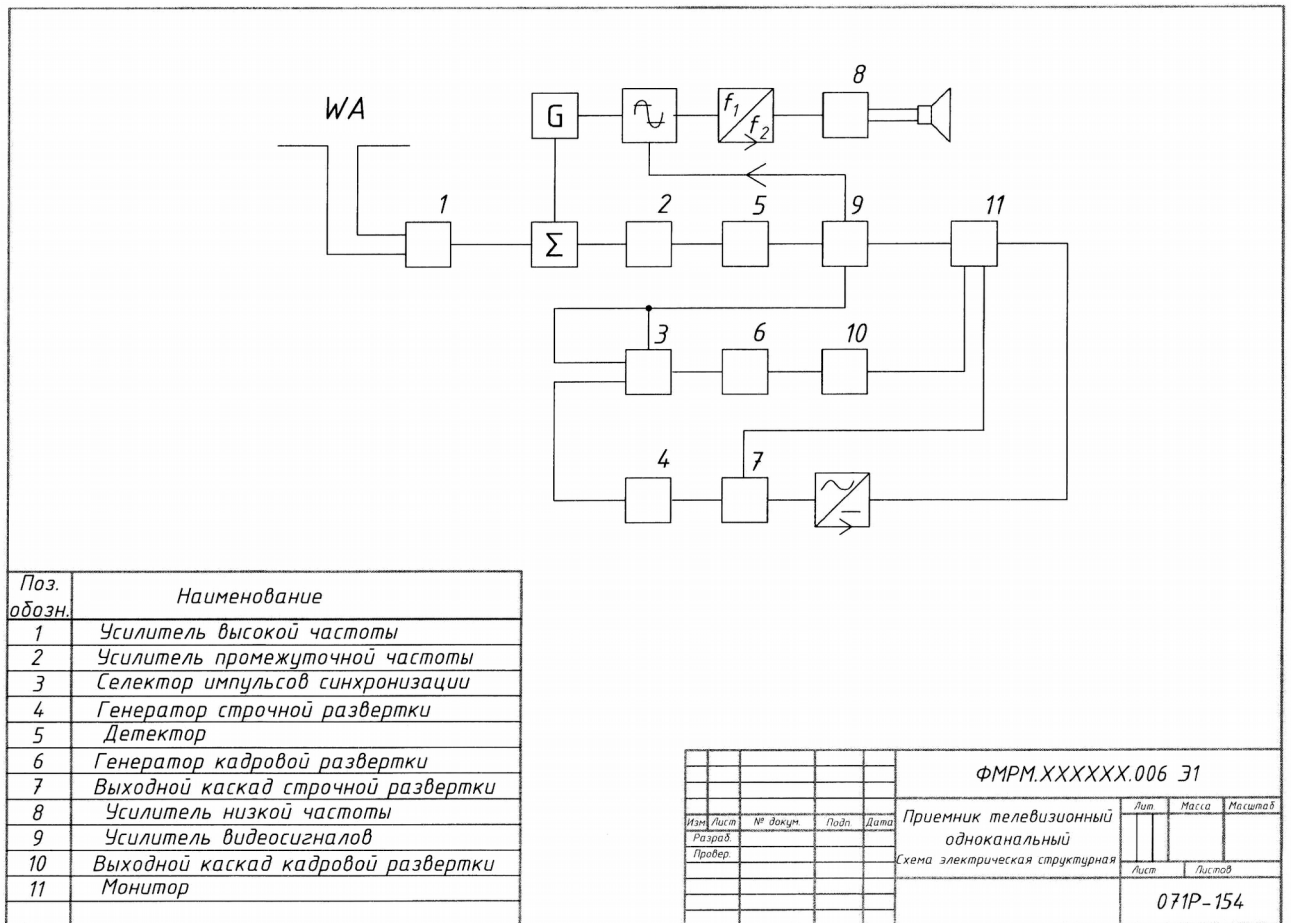 8
WA
G
f1
f2
1
Σ
2
5
9
11
3
6
10
4
7
Поз. обозн.
Наименование
1 Усилитель высокой частоты
2 Усилитель промежуточной частоты
3 Селектор импульсов синхронизации
4 Генератор строчной развертки
5 Детектор
6 Генератор кадровой развертки
7 Выходной каскад строчной развертки
8 Усилитель низкой частоты
9 Усилитель видеосигналов
10 Выходной каскад кадровой развертки
11 Монитор
ФМРМ.ХХХХХХ.006 Э1
Изм. Лист № докум. Подп. Дата
Разраб.
Провер.
Приемник телевизионный
одноканальный
Схема электрическая структурная
Лит. Масса Масштаб
Лист Листов
071Р-154